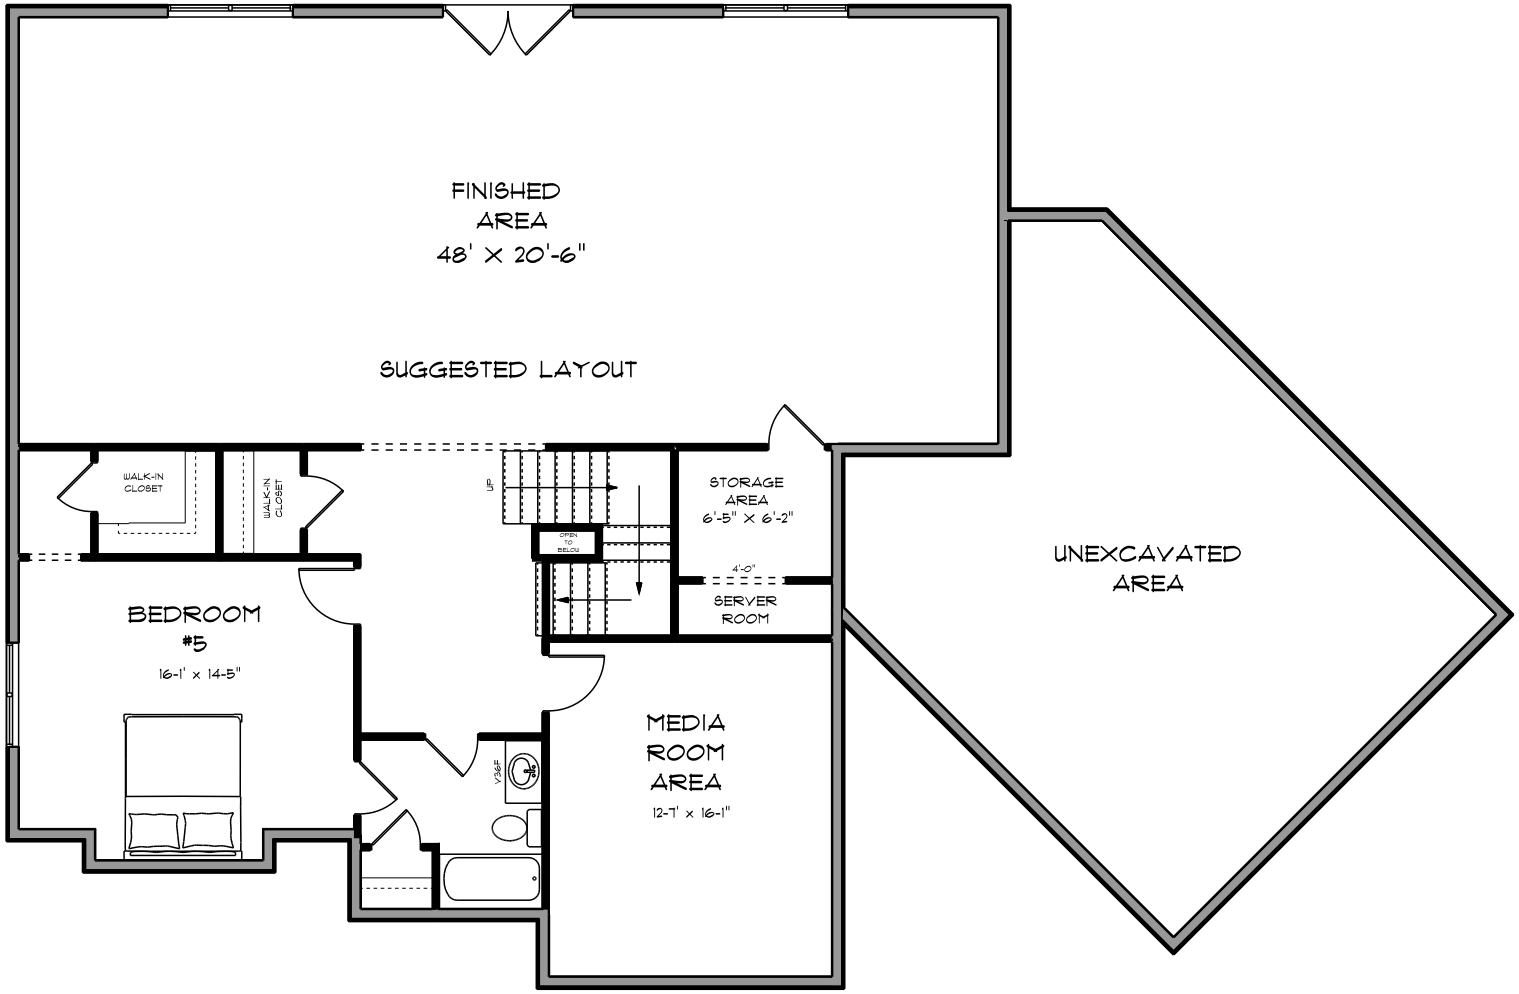 FINISHED
AREA
48' X 20'-6"
SUGGESTED LAYOUT
WALK-IN
CLOSET
WALK-IN
CLOSET
UP
OPEN
TO
BELOW
STORAGE
AREA
6'-5" X 6'-2"
4'-0"
SERVER
ROOM
UNEXCAVATED
AREA
BEDROOM
#5
16-1' x 14-5"
MEDIA
ROOM
AREA
12-7' x 16-1"
V36F